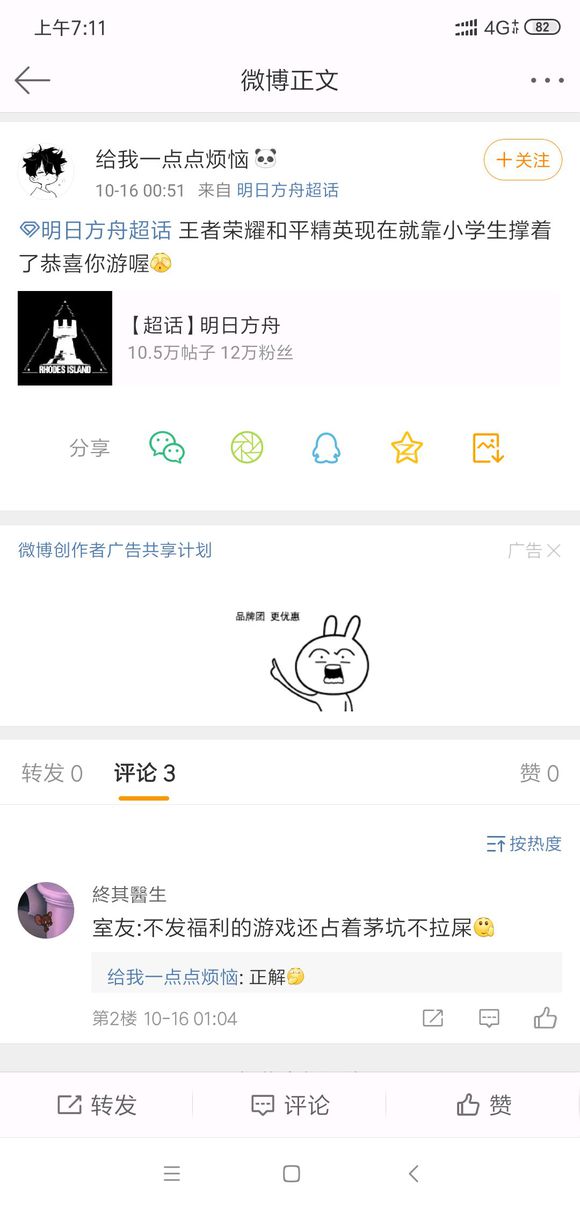 上午7:11
4G 82
微博正文
给我一点点烦恼
+关注
10-16 00:51 来自 明日方舟超话
明日方舟超话 王者荣耀和平精英现在就靠小学生撑着
了恭喜你游喔
【超话】明日方舟
10.5万帖子 12万粉丝
RHODES ISLAND
分享
微博创作者广告共享计划
广告
品牌团 更优惠
转发 0 评论 3 赞 0
按热度
終其醫生
室友:不发福利的游戏还占着茅坑不拉屎
给我一点点烦恼: 正解
第2楼 10-16 01:04
转发 评论 赞